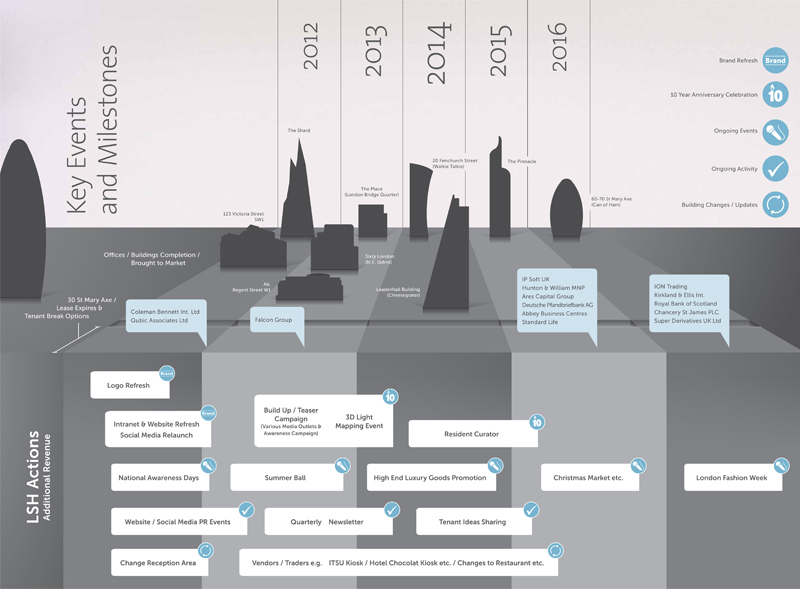 Key Events
and Milestones
2012
2013
2014
2015
2016
Brand Refresh
Brand
10 Year Anniversary Celebration
10
Ongoing Events
Ongoing Activity
Building Changes / Updates
The Shard
20 Fenchurch Street
(Walkie Talkie)
The Pinnacle
The Place
(London Bridge Quarter)
60-70 St Mary Axe
(Can of Ham)
123 Victoria Street
SW1
Offices / Buildings Completion /
Brought to Market
Sixty London
Air
Regent Street W1
Leadenhall Building
(Cheesegrater)
30 St Mary Axe /
Lease Expires &
Tenant Break Options
Coleman Bennett Int. Ltd
Qubic Associates Ltd
Falcon Group
IP Soft UK
Hunton & William MNP
Ares Capital Group
Deutsche Pfandbriefbank AG
Abbey Business Centres
Standard Life
ION Trading
Kirkland & Ellis Int.
Royal Bank of Scotland
Chancery St James PLC
Super Derivatives UK Ltd
LSH Actions
Additional Revenue
Logo Refresh
Brand
Intranet & Website Refresh
Social Media Relaunch
Brand
Build Up / Teaser
Campaign
(Various Media Outlets &
Awareness Campaign)
3D Light
Mapping Event
10
Resident Curator
10
National Awareness Days
Summer Ball
High End Luxury Goods Promotion
Christmas Market etc.
London Fashion Week
Website / Social Media PR Events
Quarterly Newsletter
Tenant Ideas Sharing
Change Reception Area
Vendors / Traders e.g. ITSU Kiosk / Hotel Chocolat Kiosk etc. / Changes to Restaurant etc.